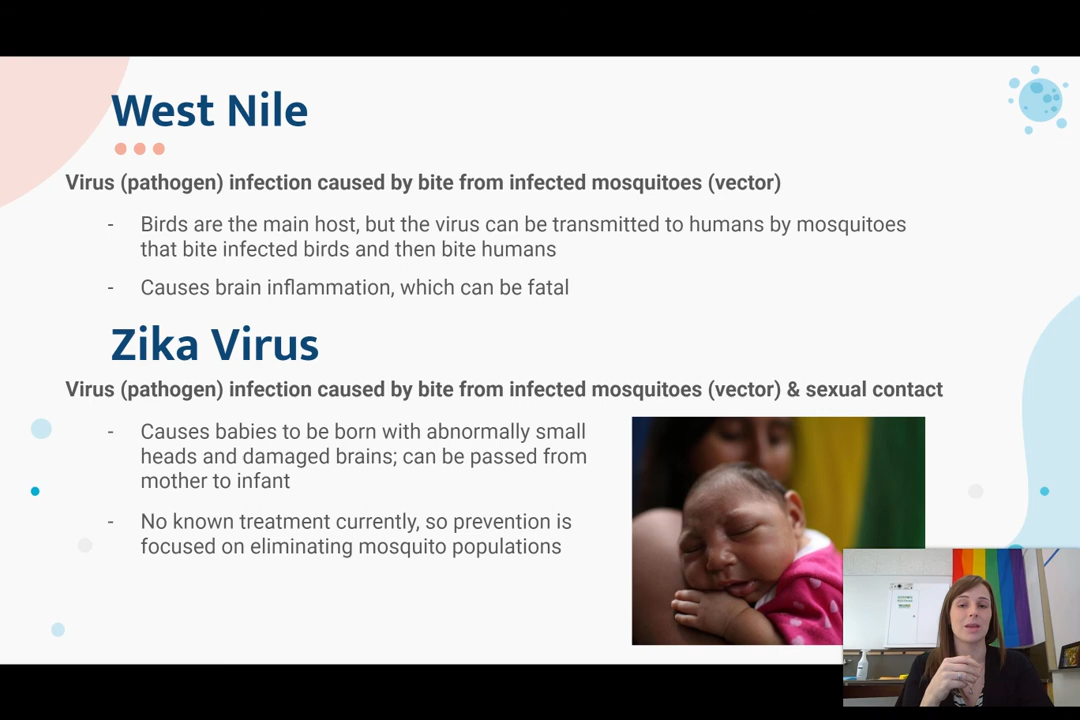 West Nile
Virus (pathogen) infection caused by bite from infected mosquitoes (vector)
- Birds are the main host, but the virus can be transmitted to humans by mosquitoes
that bite infected birds and then bite humans
- Causes brain inflammation, which can be fatal
Zika Virus
Virus (pathogen) infection caused by bite from infected mosquitoes (vector) & sexual contact
- Causes babies to be born with abnormally small
heads and damaged brains; can be passed from
mother to infant
- No known treatment currently, so prevention is
focused on eliminating mosquito populations